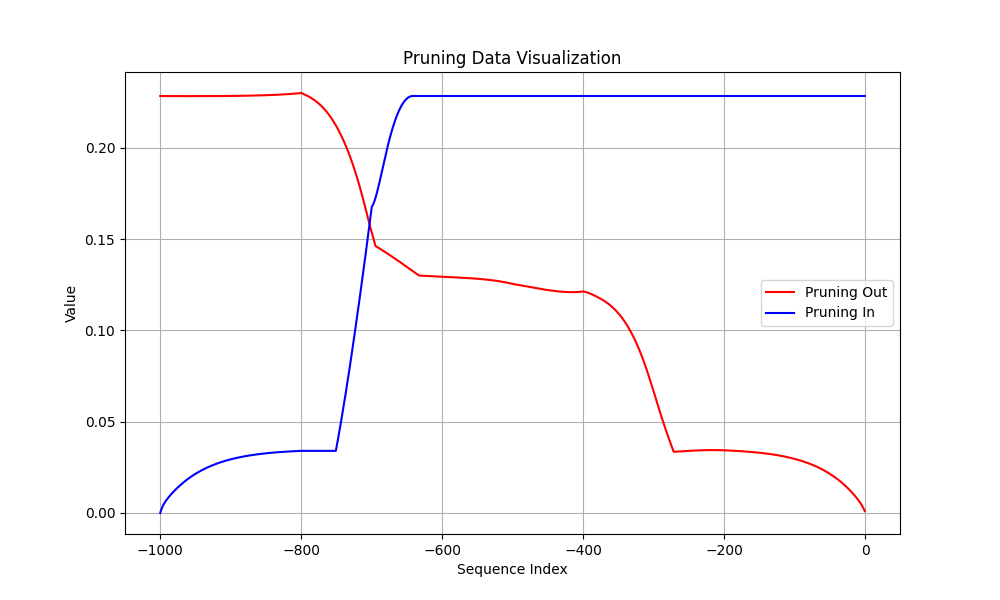 Pruning Data Visualization
Value
0.20
0.15
0.10
0.05
0.00
Pruning Out
Pruning In
−1000
−800
−600
−400
−200
0
Sequence Index